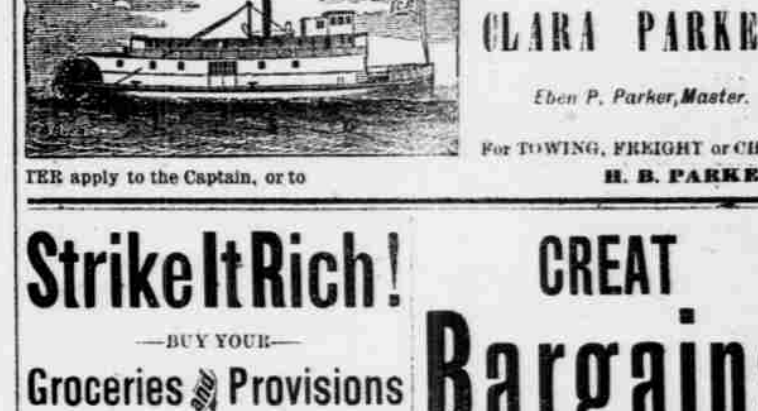 CLARA PARKE
Eben P. Parker, Master.
For TOWING, FREIGHT or CH
TER apply to the Captain, or to
H. B. PARKE
Strike It Rich!
—BUY YOUR—
Groceries and Provisions
CREAT
Bargain